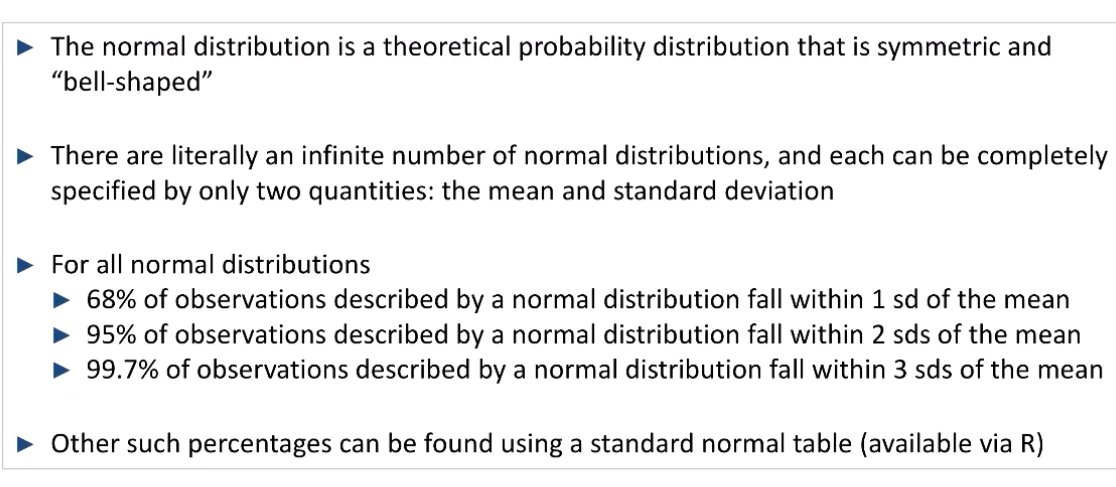 ► The normal distribution is a theoretical probability distribution that is symmetric and
“bell-shaped”
► There are literally an infinite number of normal distributions, and each can be completely
specified by only two quantities: the mean and standard deviation
► For all normal distributions
► 68% of observations described by a normal distribution fall within 1 sd of the mean
► 95% of observations described by a normal distribution fall within 2 sds of the mean
► 99.7% of observations described by a normal distribution fall within 3 sds of the mean
► Other such percentages can be found using a standard normal table (available via R)